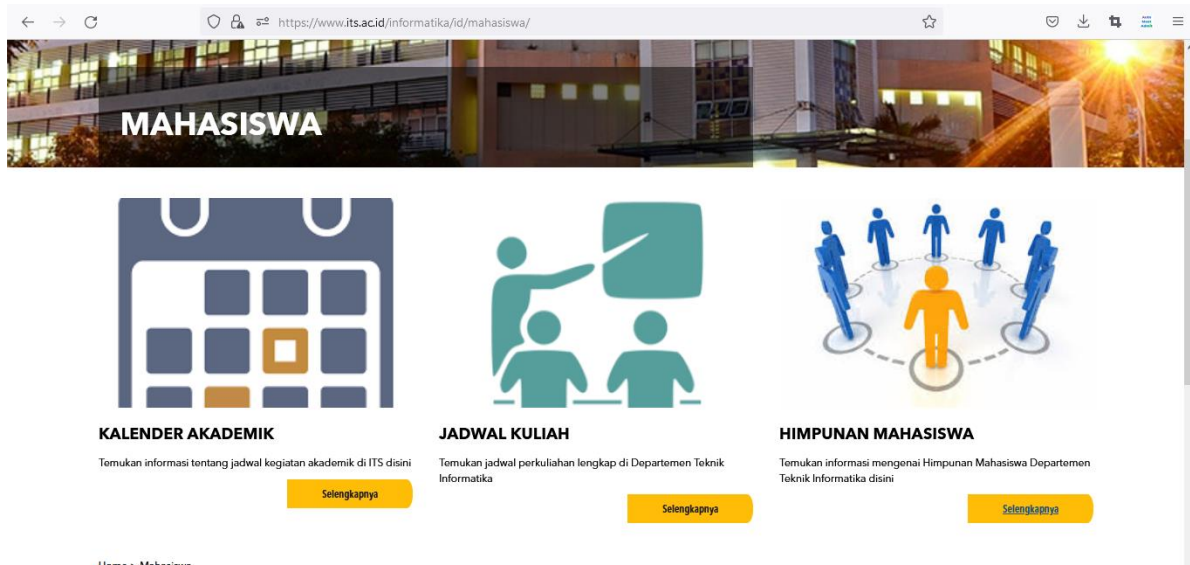 https://www.its.ac.id/informatika/id/mahasiswa/
MAHASISWA
KALENDER AKADEMIK
Temukan informasi tentang jadwal kegiatan akademik di ITS disini
Selengkapnya
JADWAL KULIAH
Temukan jadwal perkuliahan lengkap di Departemen Teknik
Informatika
Selengkapnya
HIMPUNAN MAHASISWA
Temukan informasi mengenai Himpunan Mahasiswa Departemen
Teknik Informatika disini
Selengkapnya
Home > Mahasiswa